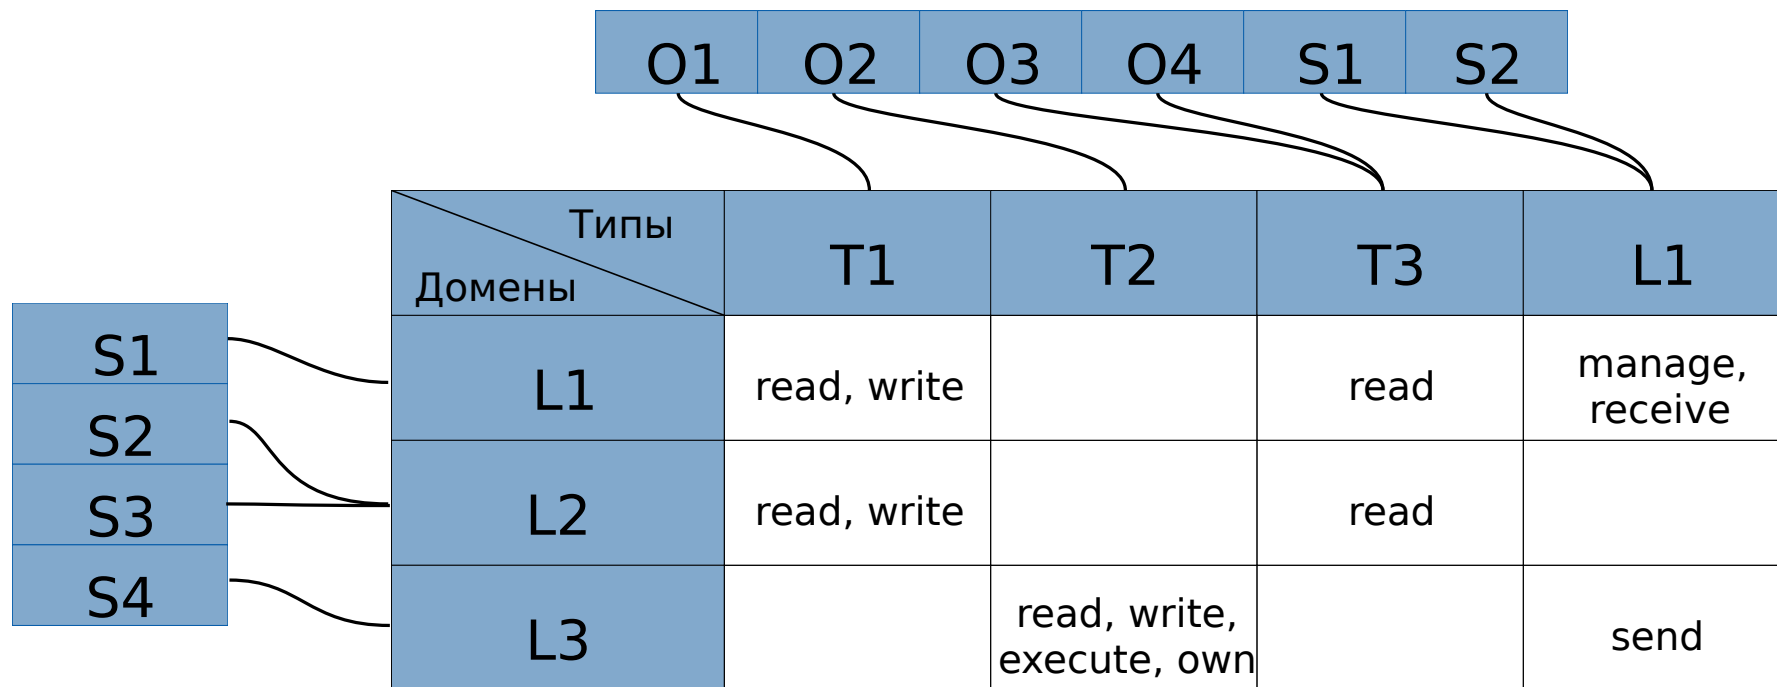 O1 O2 O3 O4 S1 S2
Типы
Домены
T1 T2 T3 L1
S1
S2
S3
S4
L1 read, write read manage,
receive
L2 read, write read
L3 read, write,
execute, own send